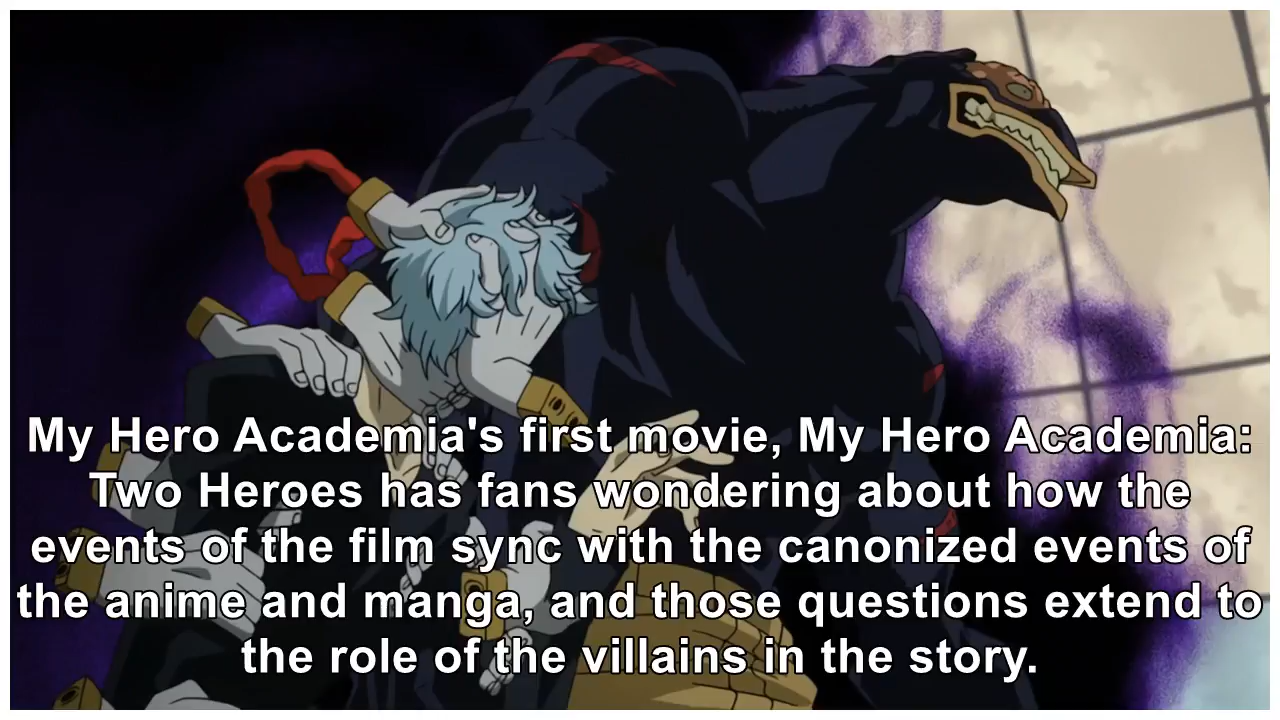 My Hero Academia's first movie, My Hero Academia:
Two Heroes has fans wondering about how the
events of the film sync with the canonized events of
the anime and manga, and those questions extend to
the role of the villains in the story.